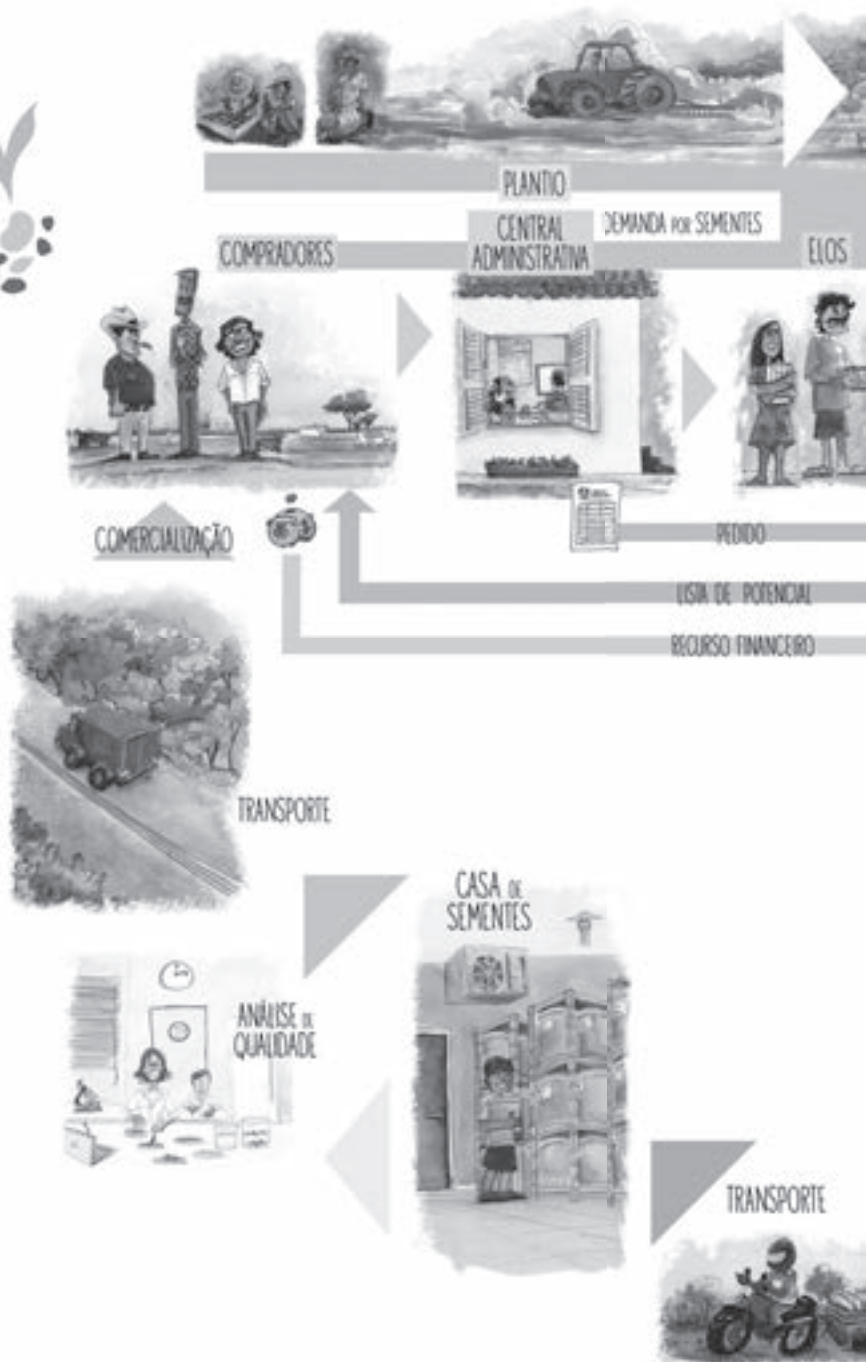 PLANTIO
DEMANDA POR SEMENTES
COMPRADORES
CENTRAL
ADMINISTRATIVA
ELOS
COMERCIALIZAÇÃO
PEDIDO
LISTA DE POTENCIAL
RECURSO FINANCEIRO
TRANSPORTE
CASA DE
SEMENTES
ANÁLISE DE
QUALIDADE
TRANSPORTE